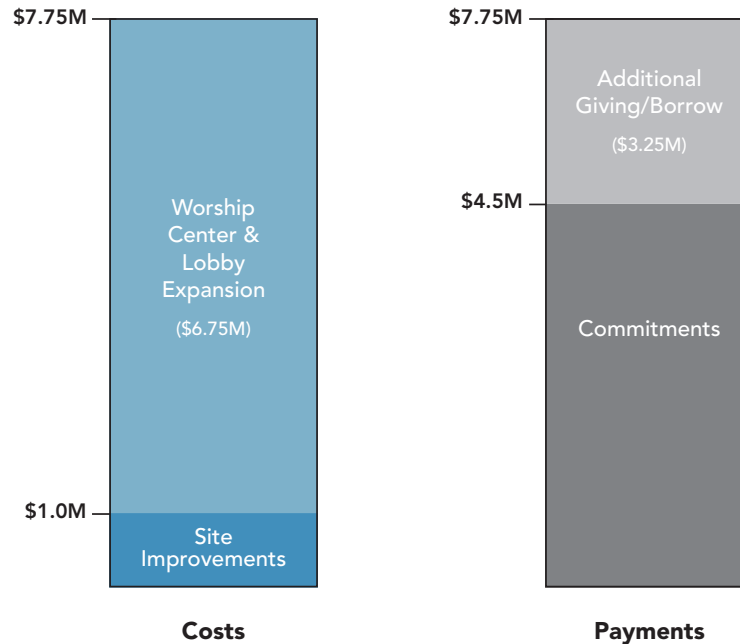 $7.75M
Worship
Center &
Lobby
Expansion
($6.75M)
$1.0M
Site
Improvements
Costs
$7.75M
Additional
Giving/Borrow
($3.25M)
$4.5M
Commitments
Payments